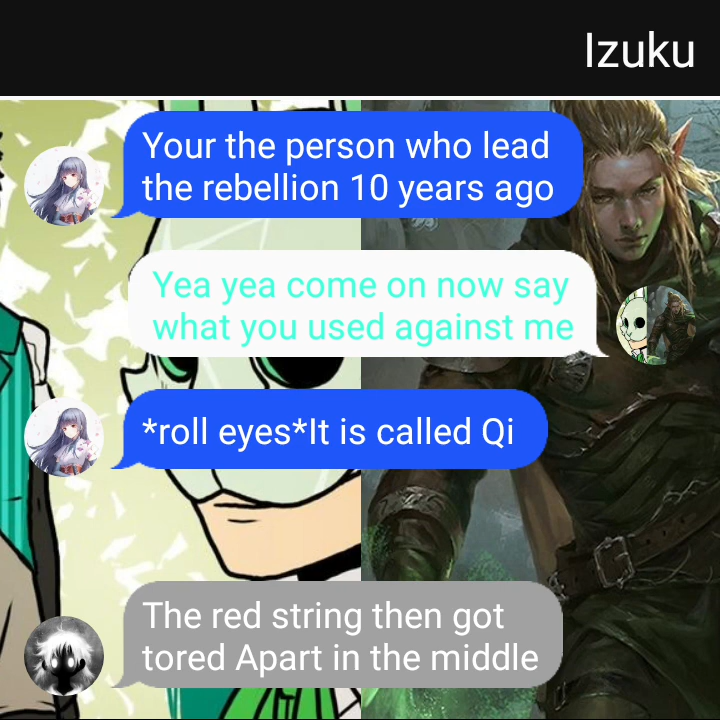 Izuku
Your the person who lead
the rebellion 10 years ago
Yea yea come on now say
what you used against me
*roll eyes*It is called Qi
The red string then got
tored Apart in the middle